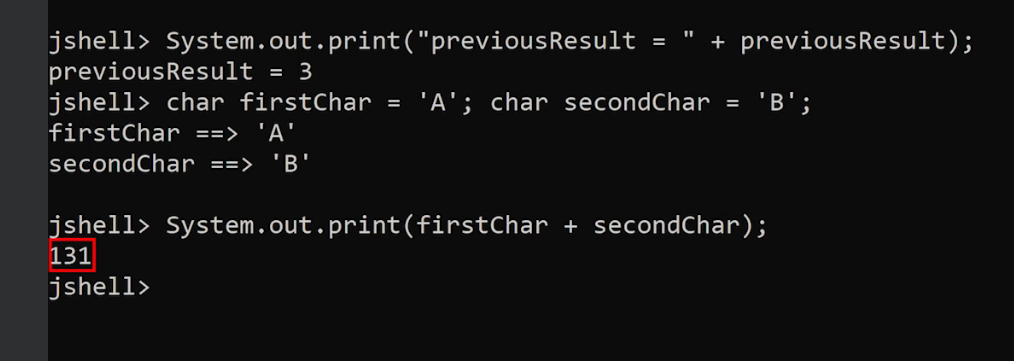 jshell> System.out.print("previousResult = " + previousResult);
previousResult = 3
jshell> char firstChar = 'A'; char secondChar = 'B';
firstChar ==> 'A'
secondChar ==> 'B'
jshell> System.out.print(firstChar + secondChar);
131
jshell>